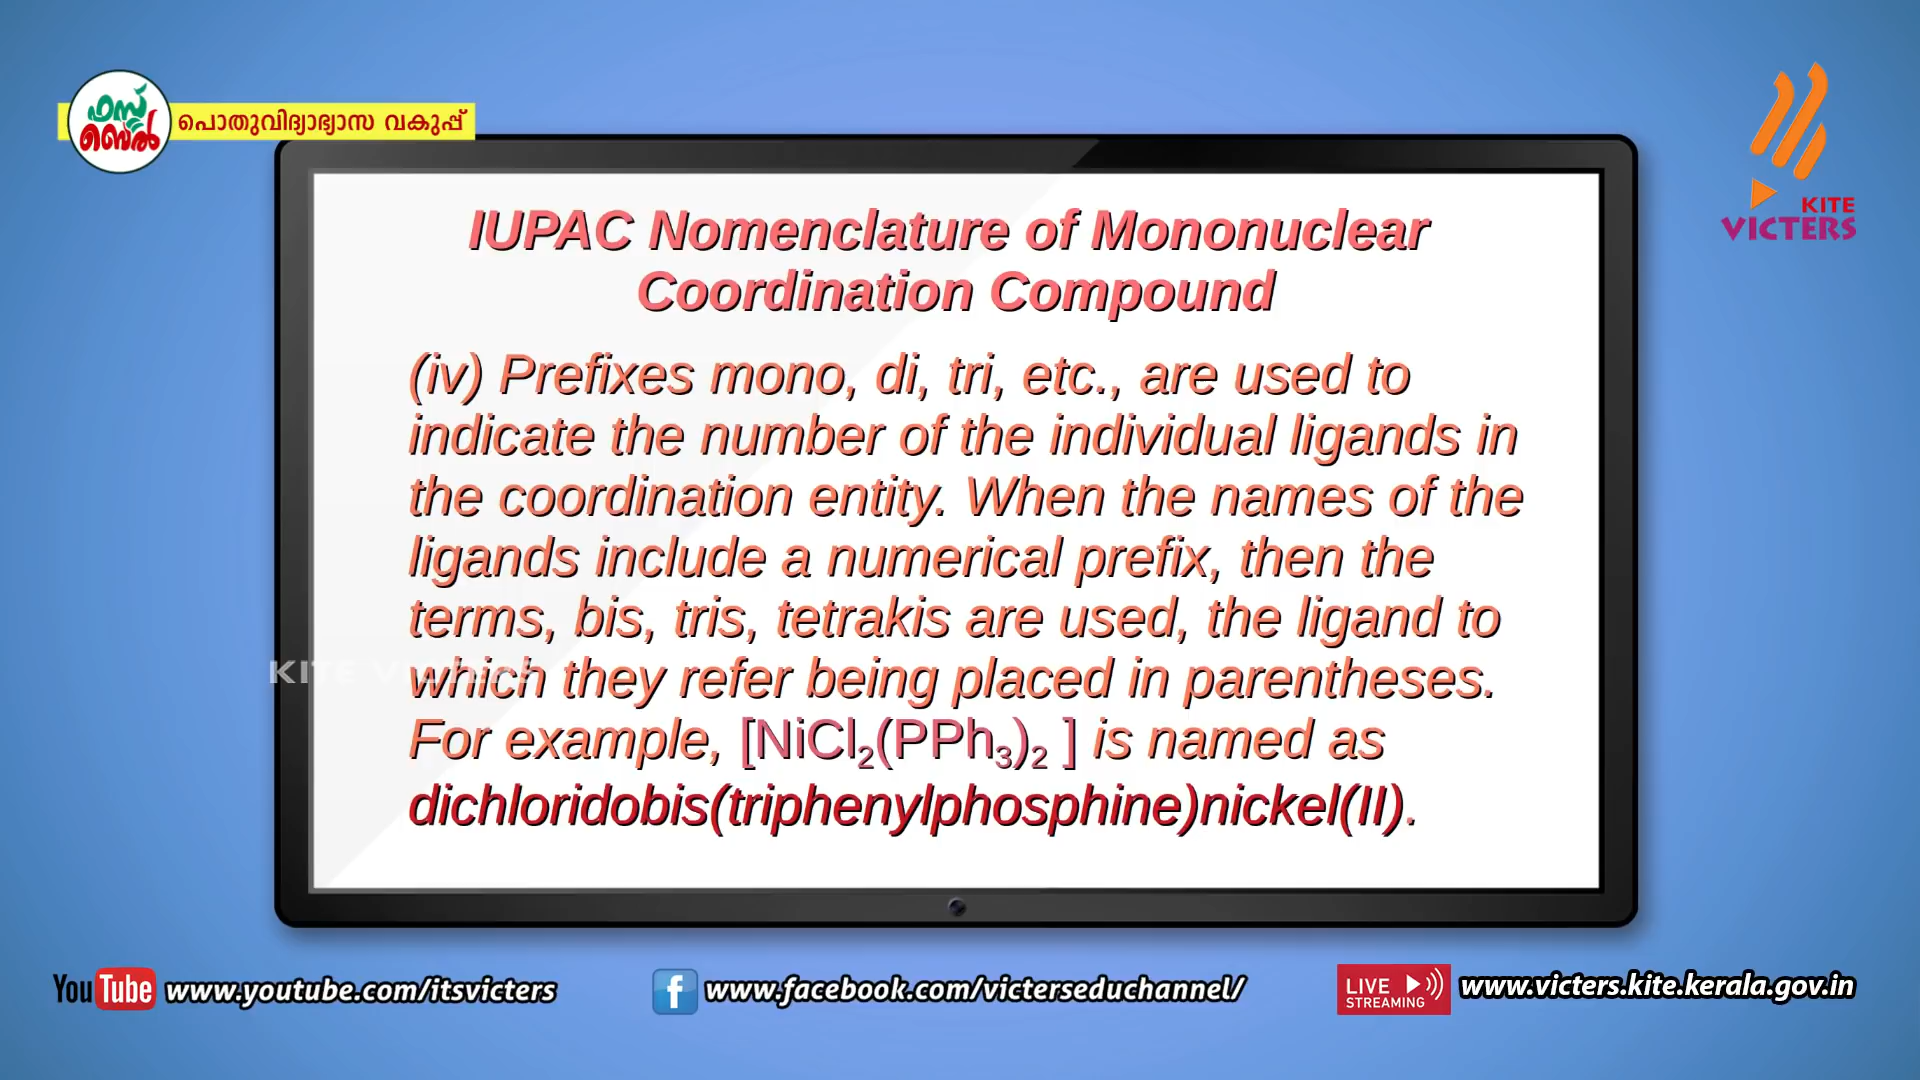 ഫസ്റ്റ്
ബെൽ
പൊതുവിദ്യാഭ്യാസ വകുപ്പ്
KITE
VICTERS
IUPAC Nomenclature of Mononuclear
Coordination Compound
(iv) Prefixes mono, di, tri, etc., are used to
indicate the number of the individual ligands in
the coordination entity. When the names of the
ligands include a numerical prefix, then the
terms, bis, tris, tetrakis are used, the ligand to
which they refer being placed in parentheses.
KITE VICTERS
For example, [NiCl₂(PPh₃)₂ ] is named as
dichloridobis(triphenylphosphine)nickel(II).
YouTube www.youtube.com/itsvicters
f www.facebook.com/victerseduchannel/
LIVE
STREAMING
www.victers.kite.kerala.gov.in